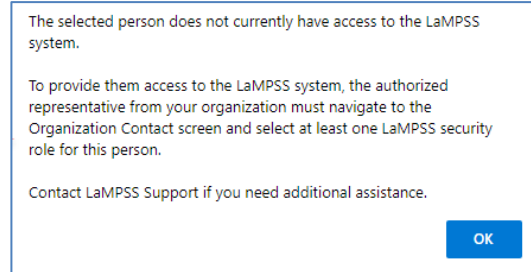 The selected person does not currently have access to the LaMPSS
system.
To provide them access to the LaMPSS system, the authorized
representative from your organization must navigate to the
Organization Contact screen and select at least one LaMPSS security
role for this person.
Contact LaMPSS Support if you need additional assistance.
OK